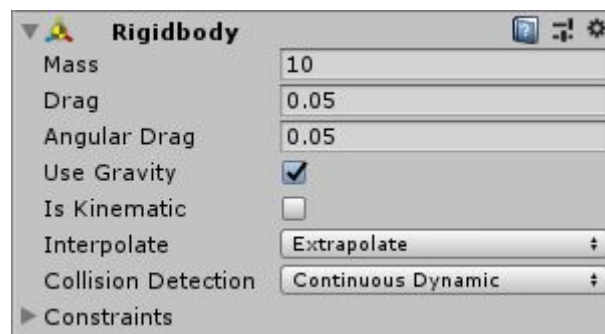 Rigidbody
Mass 10
Drag 0.05
Angular Drag 0.05
Use Gravity
Is Kinematic
Interpolate Extrapolate
Collision Detection Continuous Dynamic
Constraints